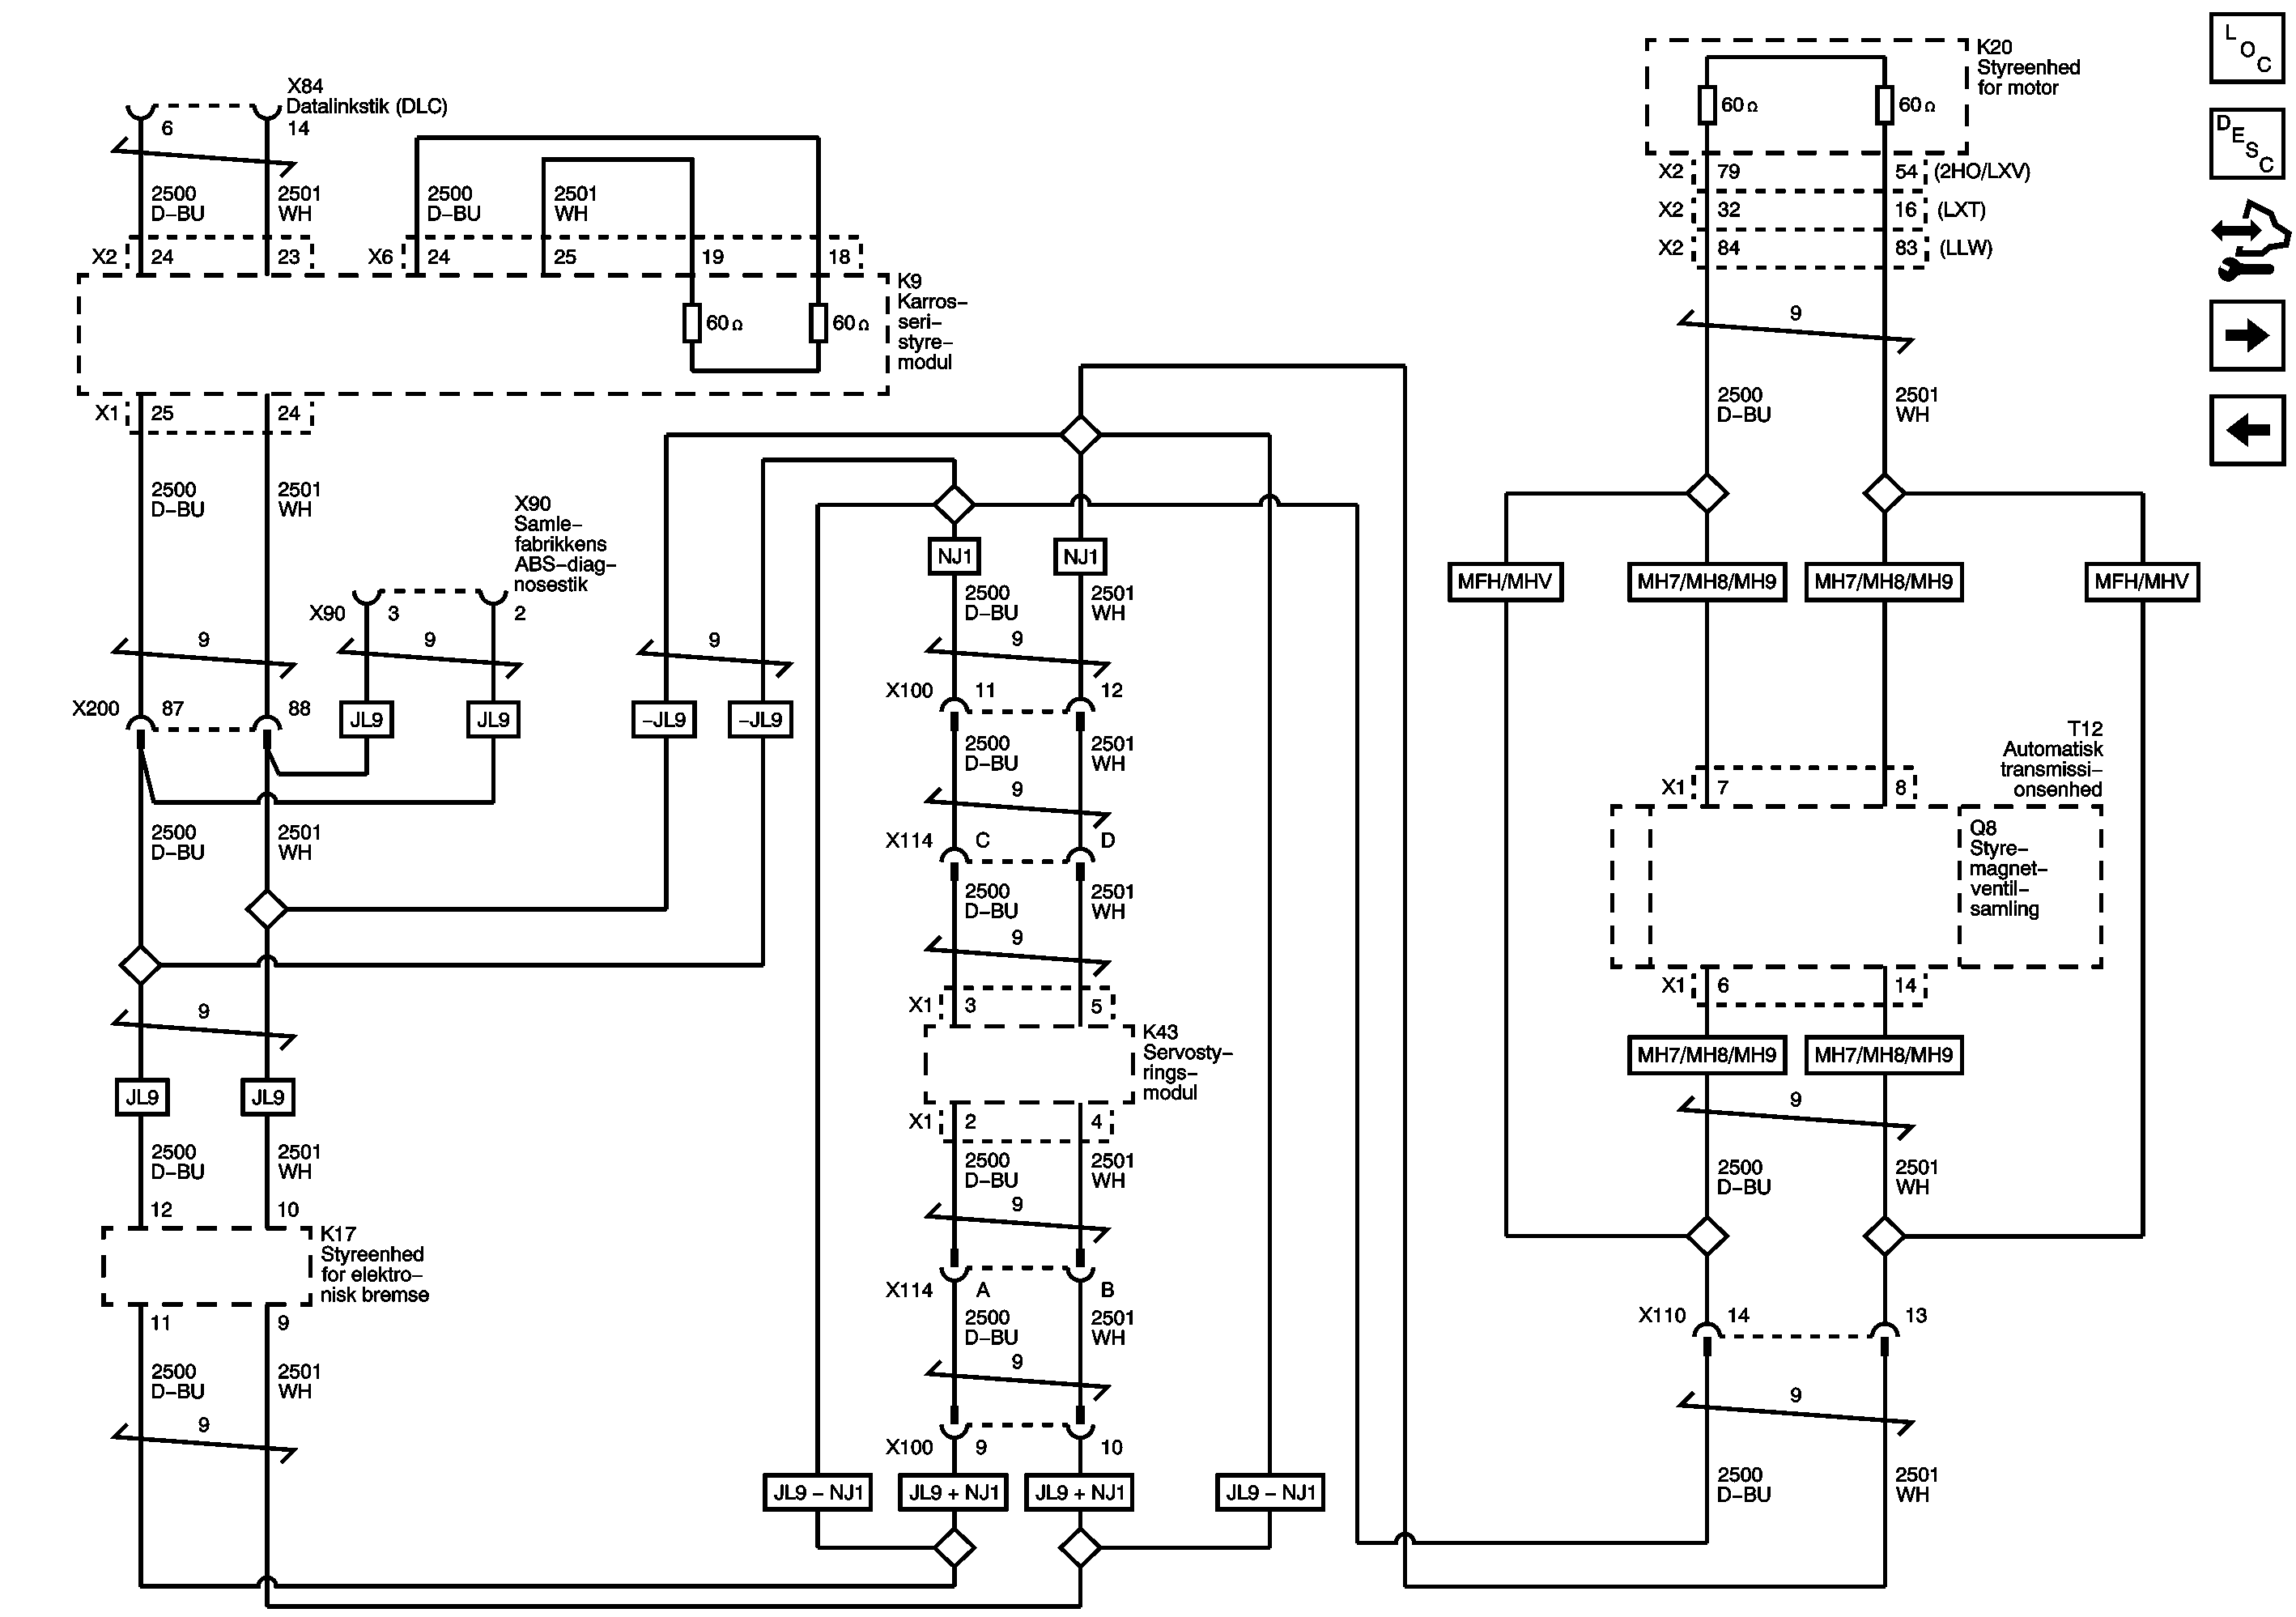 X84
Datalinkstik (DLC)
6
14
2500
D–BU
2501
WH
X2
24
23
2500
D–BU
2501
WH
X6
24
25
19
18
60 Ω
60 Ω
K9
Karros–
seri–
styre–
modul
X1
25
24
2500
D–BU
2501
WH
X90
Samle–
fabrikkens
ABS–diag–
nosestik
X90
3
2
9
9
JL9
JL9
X200
87
88
2500
D–BU
2501
WH
9
–JL9
–JL9
9
JL9
JL9
2500
D–BU
2501
WH
12
10
K17
Styreenhed
for elektro–
nisk bremse
11
9
2500
D–BU
2501
WH
9
NJ1
NJ1
2500
D–BU
2501
WH
9
X100
11
12
2500
D–BU
2501
WH
9
X114
C
D
2500
D–BU
2501
WH
9
X1
3
5
K43
Servosty–
rings–
modul
X1
2
4
2500
D–BU
2501
WH
9
X114
A
B
2500
D–BU
2501
WH
9
X100
9
10
JL9 – NJ1
JL9 + NJ1
JL9 + NJ1
JL9 – NJ1
K20
Styreenhed
for motor
60 Ω
60 Ω
X2
79
54
(2HO/LXV)
X2
32
16
(LXT)
X2
84
83
(LLW)
9
2500
D–BU
2501
WH
MFH/MHV
MH7/MH8/MH9
MH7/MH8/MH9
MFH/MHV
T12
Automatisk
transmissi–
onsenhed
X1
7
8
Q8
Styre–
magnet–
ventil–
samling
X1
6
14
MH7/MH8/MH9
MH7/MH8/MH9
9
2500
D–BU
2501
WH
X110
14
13
9
2500
D–BU
2501
WH
LOC
DESC